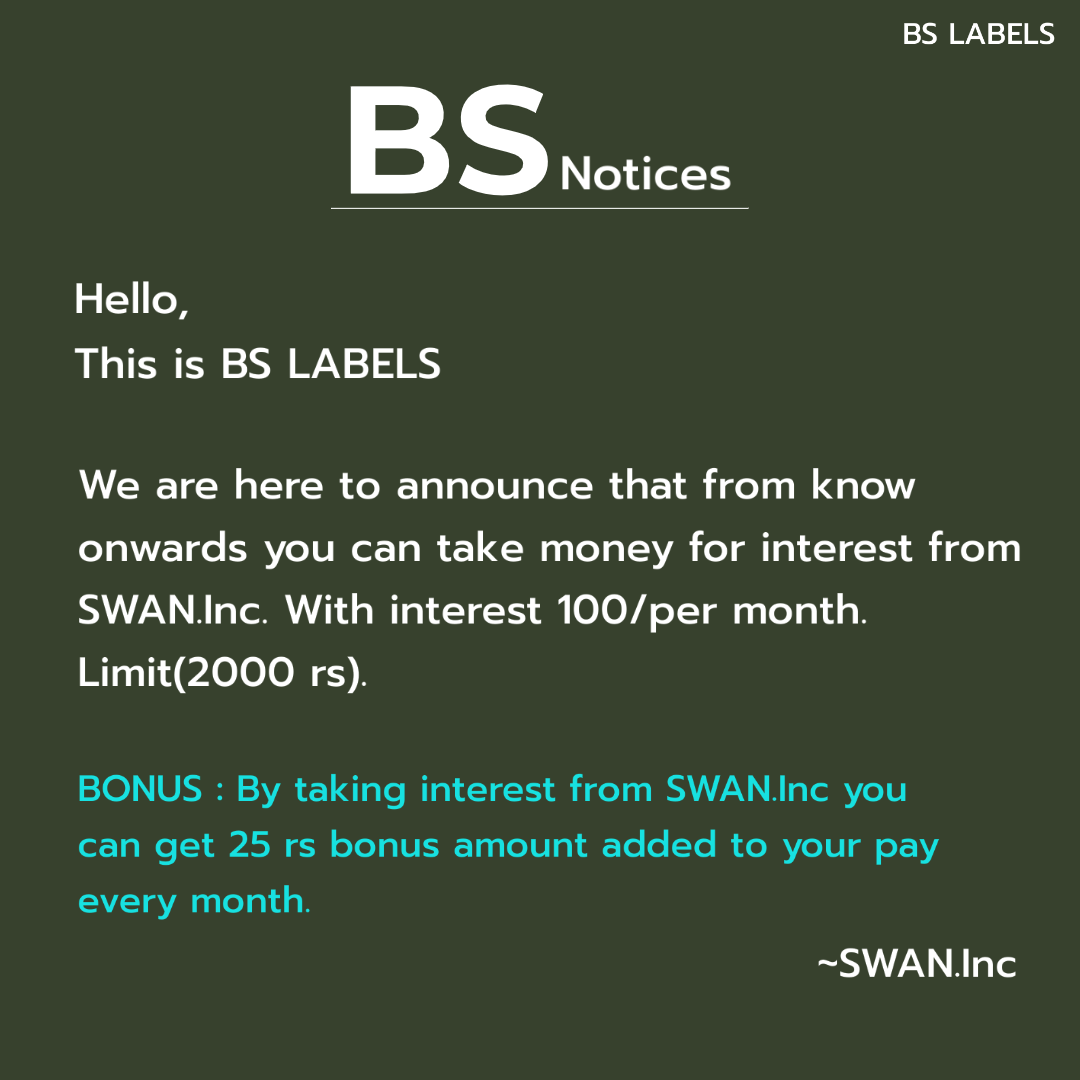 BS LABELS
BS Notices
Hello,
This is BS LABELS
We are here to announce that from know
onwards you can take money for interest from
SWAN.Inc. With interest 100/per month.
Limit(2000 rs).
BONUS : By taking interest from SWAN.Inc you
can get 25 rs bonus amount added to your pay
every month.
~SWAN.Inc